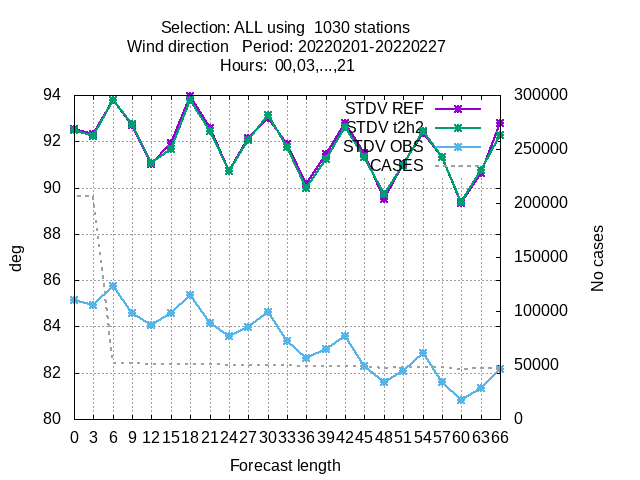 Selection: ALL using  1030 stations
Wind direction   Period: 20220201-20220227
Hours:  00,03,...,21
94
92
90
88
86
84
82
80
deg
300000
250000
200000
150000
100000
50000
0
No cases
STDV REF
STDV t2h2
STDV OBS
CASES
0 3 6 9 12 15 18 21 24 27 30 33 36 39 42 45 48 51 54 57 60 63 66
Forecast length